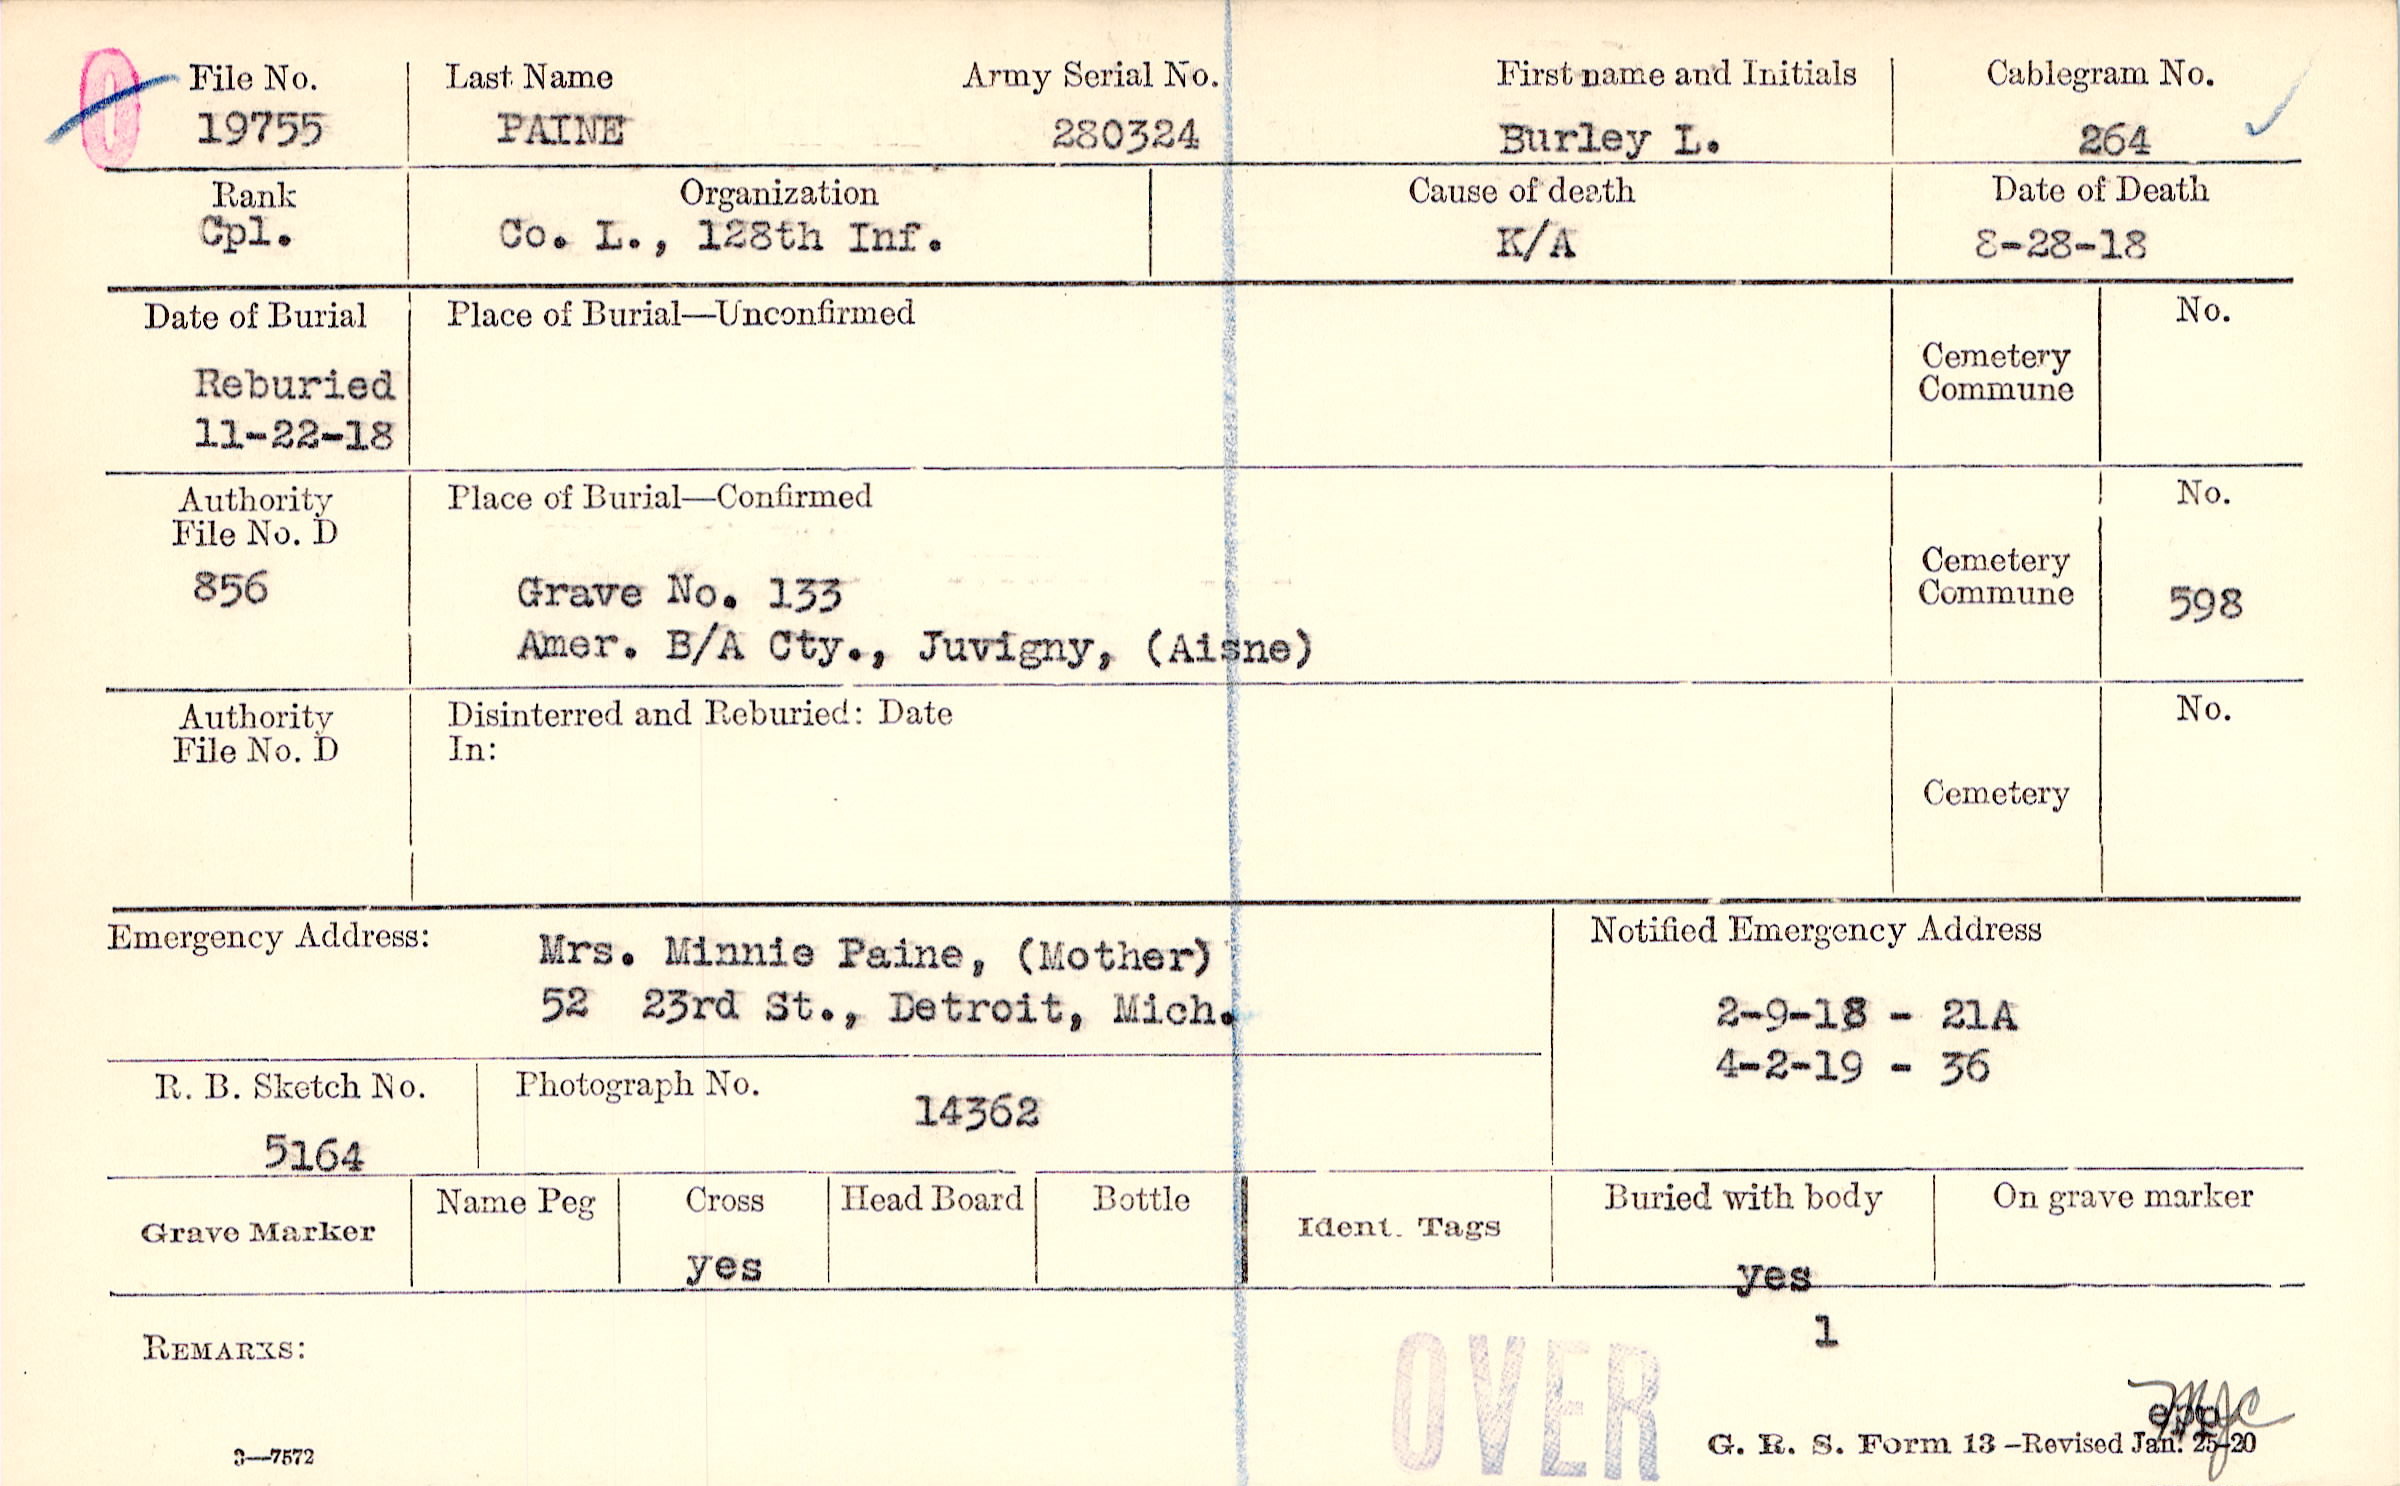 0
File No. Last Name Army Serial No. First name and Initials Cablegram No.
19755 PAINE 280324 Burley L. 264
Rank Organization Cause of death Date of Death
Cpl. Co. L., 128th Inf. K/A 8-28-18
Date of Burial Place of Burial—Unconfirmed No.
Cemetery
Commune
Reburied
11-22-18
Authority Place of Burial—Confirmed No.
File No. D
Cemetery
Commune
856 Grave No. 133 598
Amer. B/A Cty., Juvigny, (Aisne)
Authority Disinterred and Reburied: Date No.
File No. D In:
Cemetery
Emergency Address: Mrs. Minnie Paine, (Mother) Notified Emergency Address
52 23rd St., Detroit, Mich. 2-9-18 - 21A
4-2-19 - 36
R. B. Sketch No. Photograph No.
5164 14362
Grave Marker Name Peg Cross Head Board Bottle Ident. Tags Buried with body On grave marker
yes yes
1
REMARKS:
OVER
3—7572 G. R. S. Form 13—Revised Jan. 25-20